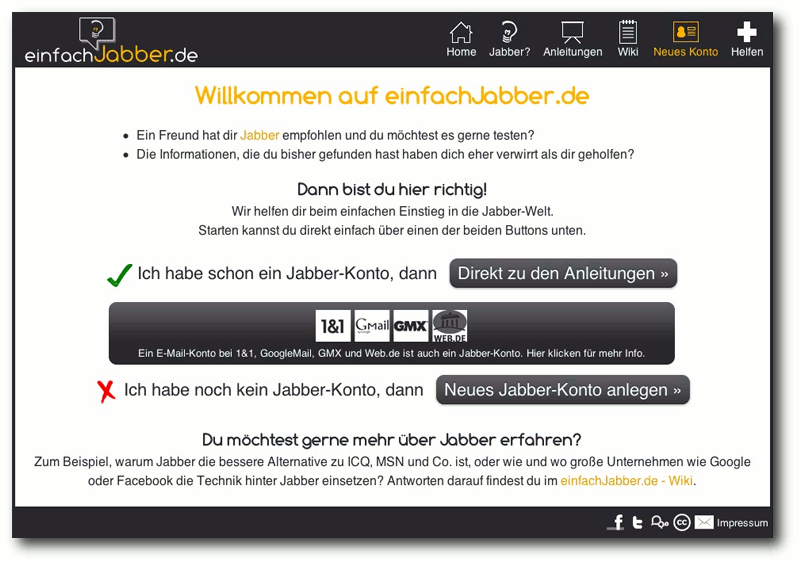 einfachJabber.de
Home Jabber? Anleitungen Wiki Neues Konto Helfen
Willkommen auf einfachJabber.de
• Ein Freund hat dir Jabber empfohlen und du möchtest es gerne testen?
• Die Informationen, die du bisher gefunden hast haben dich eher verwirrt als dir geholfen?
Dann bist du hier richtig!
Wir helfen dir beim einfachen Einstieg in die Jabber-Welt.
Starten kannst du direkt einfach über einen der beiden Buttons unten.
Ich habe schon ein Jabber-Konto, dann Direkt zu den Anleitungen »
1&1 Gmail by Google GMX WEB.DE
Ein E-Mail-Konto bei 1&1, GoogleMail, GMX und Web.de ist auch ein Jabber-Konto. Hier klicken für mehr Info.
Ich habe noch kein Jabber-Konto, dann Neues Jabber-Konto anlegen »
Du möchtest gerne mehr über Jabber erfahren?
Zum Beispiel, warum Jabber die bessere Alternative zu ICQ, MSN und Co. ist, oder wie und wo große Unternehmen wie Google
oder Facebook die Technik hinter Jabber einsetzen? Antworten darauf findest du im einfachJabber.de - Wiki.
f t cc Impressum